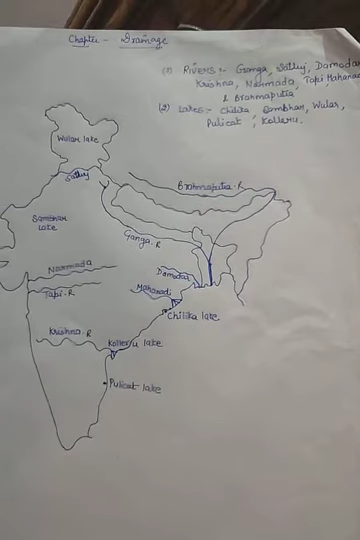 Chapter - Drainage
(1) Rivers:- Ganga, Satluj, Damodar
Krishna, Narmada, Tapi, Mahanadi
& Brahmaputra
(2) Lakes:- Chilika, Sambhar, Wular,
Pulicat, Kolleru.
Wular lake
Satluj
Brahmaputra.R
Sambhar
lake
Ganga.R
Narmada
Damodar
Tapi.R
Mahanadi
Chilika lake
Krishna.R
Kolleru lake
Pulicat lake